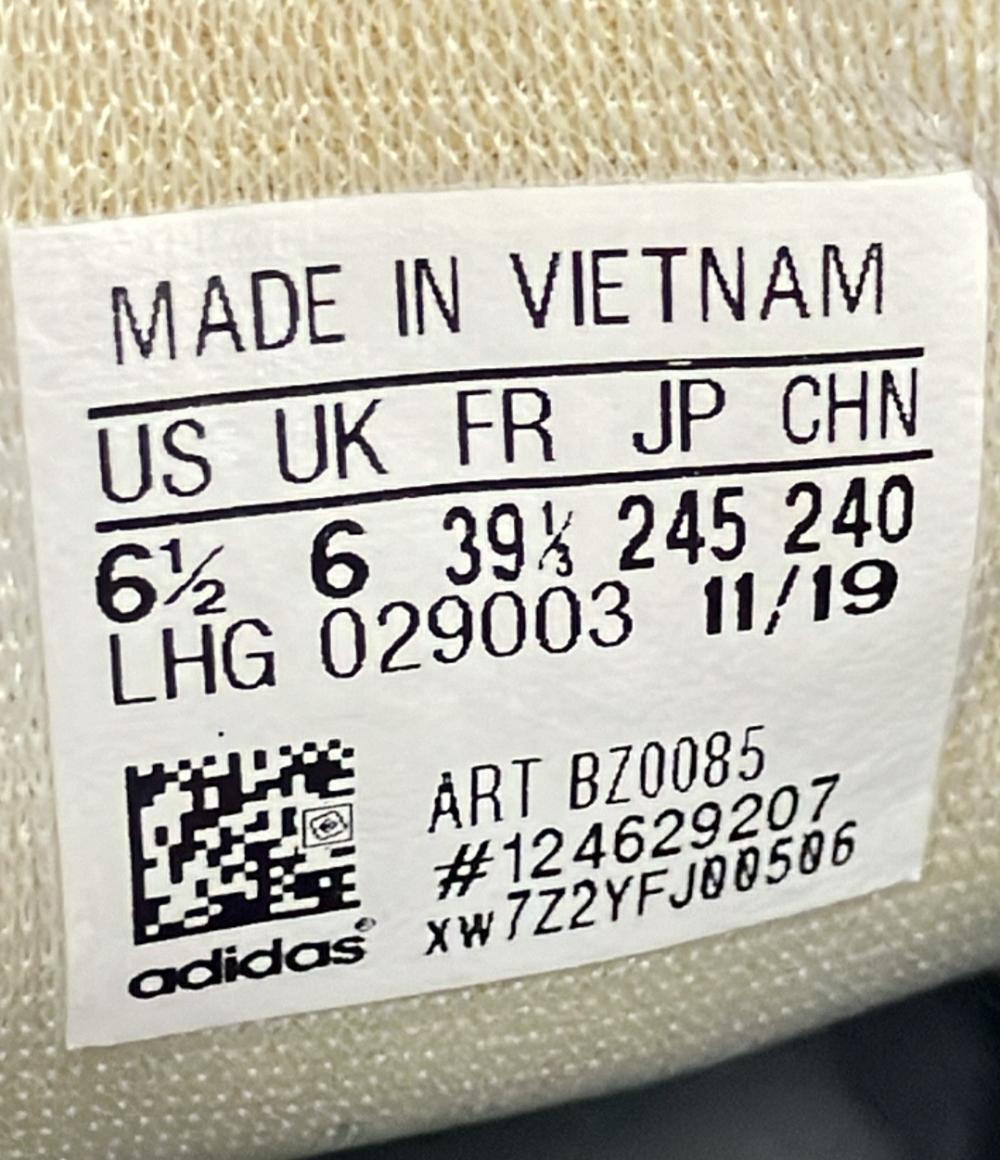 MADE IN VIETNAM
US UK FR JP CHN
6½ 6 39⅓ 245 240
LHG 029003 11/19
ART BZ0085
#124629207
xw7Z2YFJ00506
adidas®